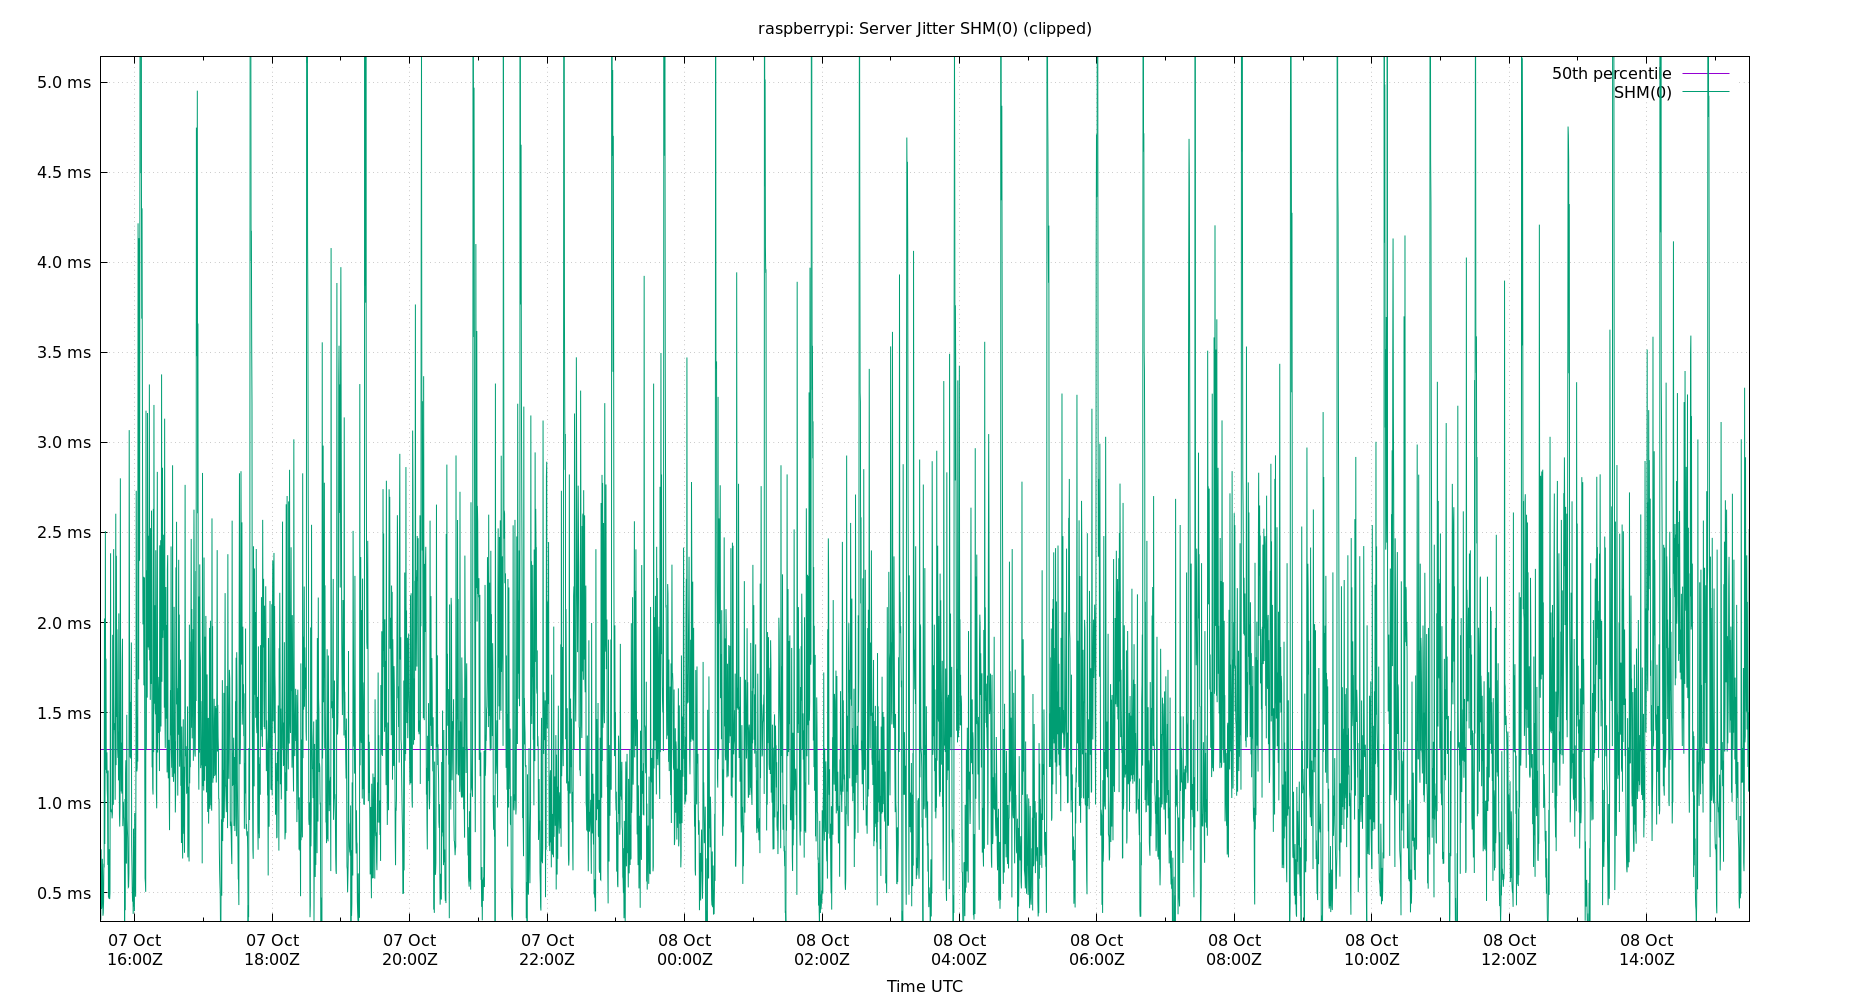 raspberrypi: Server Jitter SHM(0) (clipped)
50th percentile
SHM(0)
5.0 ms
4.5 ms
4.0 ms
3.5 ms
3.0 ms
2.5 ms
2.0 ms
1.5 ms
1.0 ms
0.5 ms
07 Oct 07 Oct 07 Oct 07 Oct 08 Oct 08 Oct 08 Oct 08 Oct 08 Oct 08 Oct 08 Oct 08 Oct
16:00Z 18:00Z 20:00Z 22:00Z 00:00Z 02:00Z 04:00Z 06:00Z 08:00Z 10:00Z 12:00Z 14:00Z
Time UTC